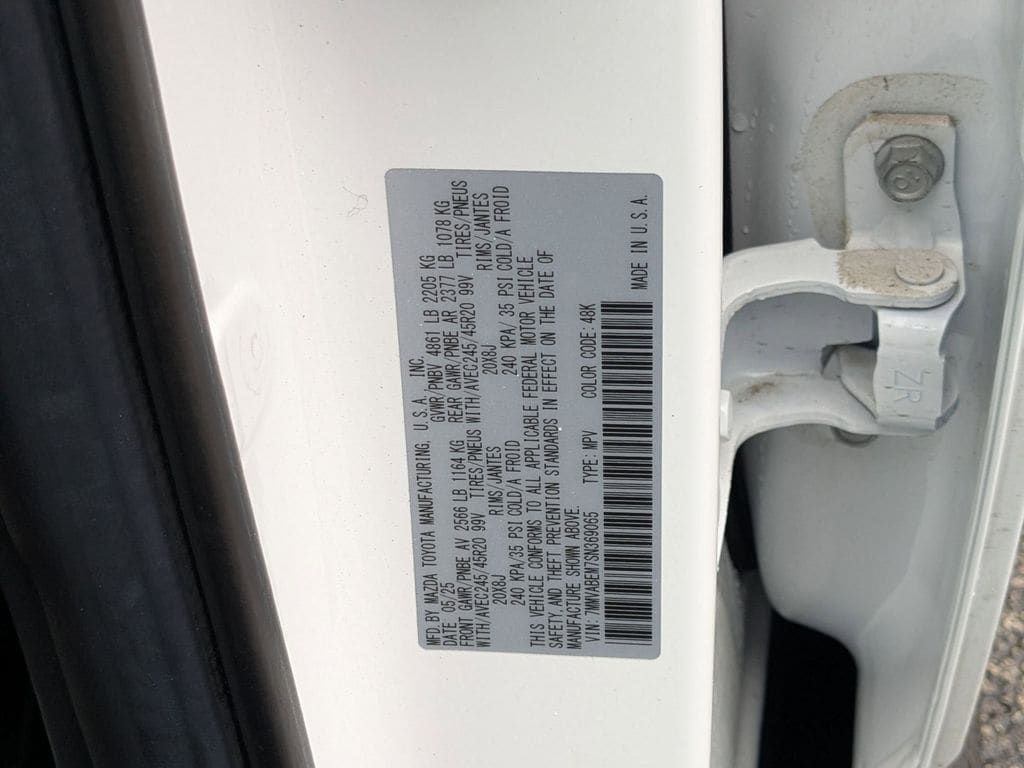 MFD. BY MAZDA TOYOTA MANUFACTURING, U.S.A., INC.
DATE 05/25 GVWR/PNBV 4861 LB 2205 KG
FRONT GAWR/PNBE AV 2566 LB 1164 KG REAR GAWR/PNBE AR 2377 LB 1078 KG
WITH/AVEC245/45R20 99V TIRES/PNEUS WITH/AVEC245/45R20 99V TIRES/PNEUS
20X8J RIMS/JANTES 20X8J RIMS/JANTES
240 KPA/35 PSI COLD/A FROID 240 KPA/ 35 PSI COLD/A FROID
THIS VEHICLE CONFORMS TO ALL APPLICABLE FEDERAL MOTOR VEHICLE
SAFETY, AND THEFT PREVENTION STANDARDS IN EFFECT ON THE DATE OF
MANUFACTURE SHOWN ABOVE.
VIN: 7MMVABEM7SN369065 TYPE: MPV COLOR CODE: 48K
MADE IN U.S.A.
8
ZR